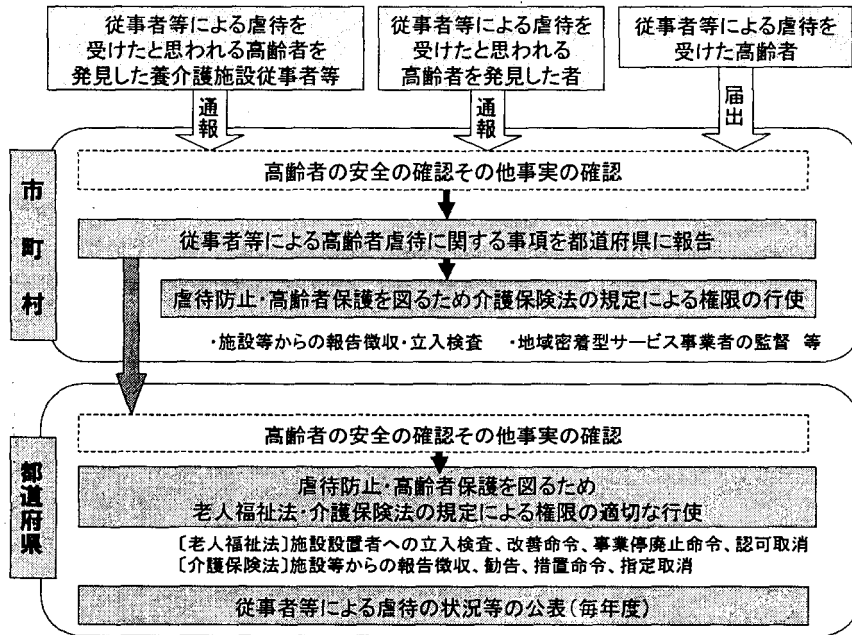 従事者等による虐待を
受けたと思われる高齢者を
発見した養介護施設従事者等
従事者等による虐待を
受けたと思われる
高齢者を発見した者
従事者等による虐待を
受けた高齢者
通報
通報
届出
市町村
高齢者の安全の確認その他事実の確認
従事者等による高齢者虐待に関する事項を都道府県に報告
虐待防止・高齢者保護を図るため介護保険法の規定による権限の行使
・施設等からの報告徴収・立入検査 ・地域密着型サービス事業者の監督 等
都道府県
高齢者の安全の確認その他事実の確認
虐待防止・高齢者保護を図るため
老人福祉法・介護保険法の規定による権限の適切な行使
〔老人福祉法〕施設設置者への立入検査、改善命令、事業停廃止命令、認可取消
〔介護保険法〕施設等からの報告徴収、勧告、措置命令、指定取消
従事者等による虐待の状況等の公表(毎年度)